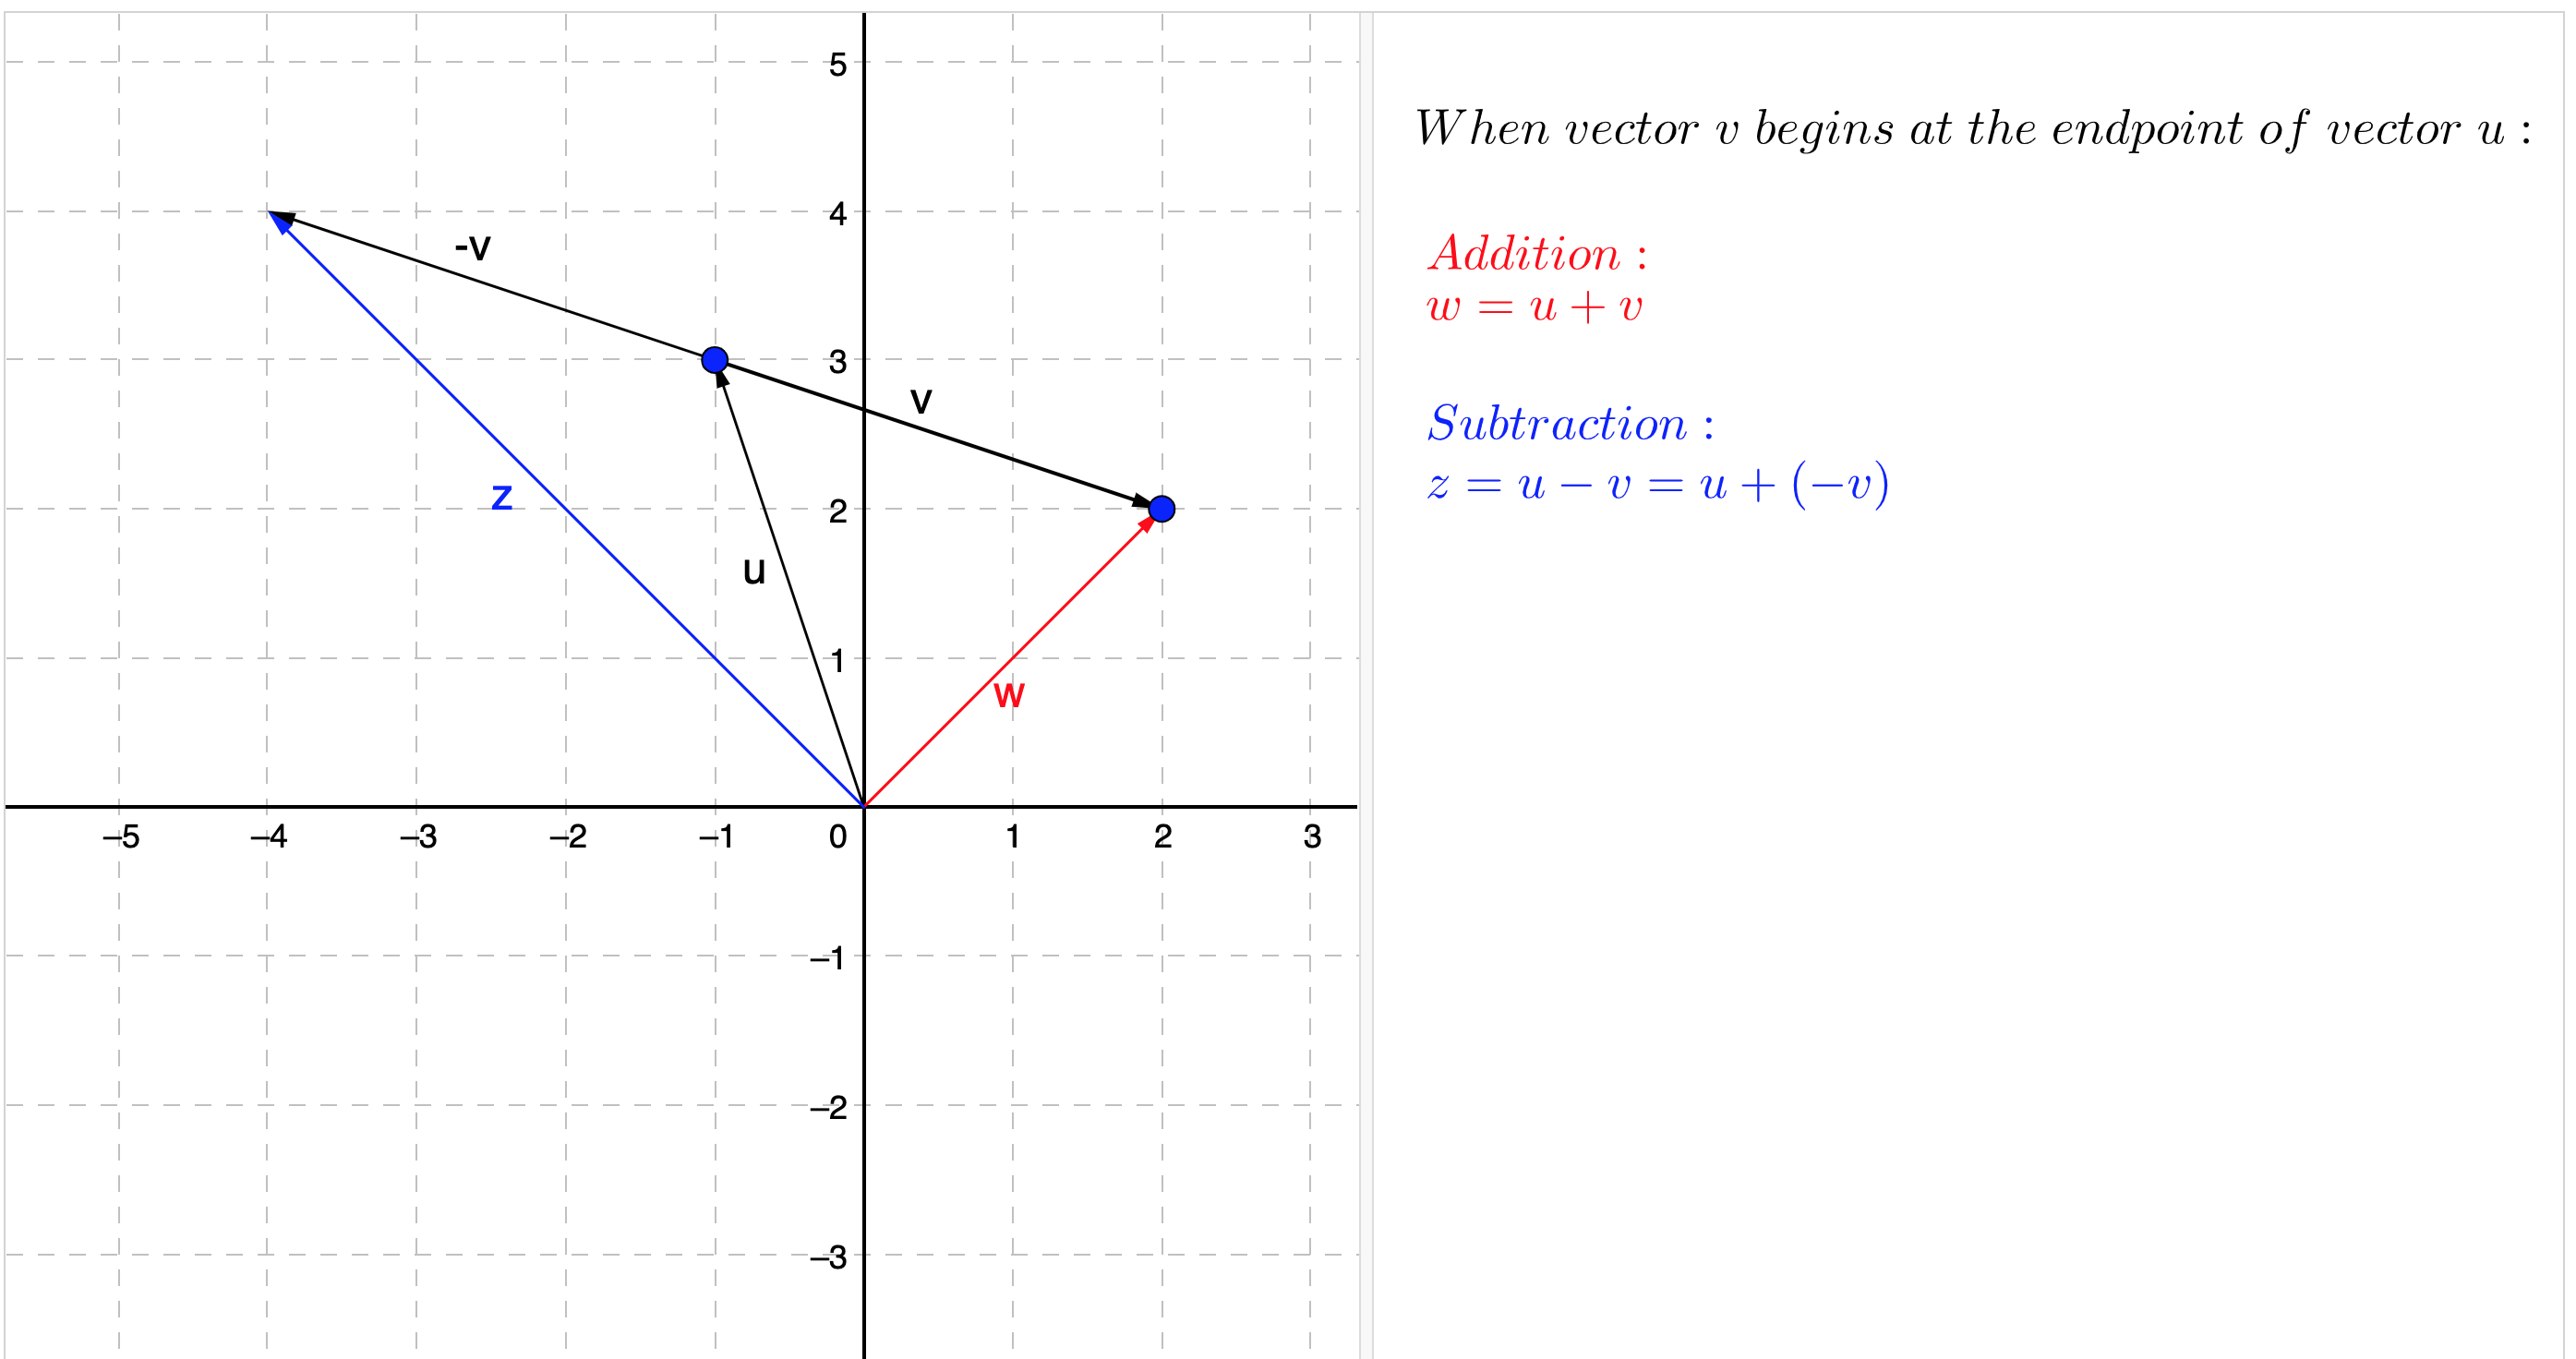 5
When vector v begins at the endpoint of vector u :
4
-v
Addition :
w = u + v
3
v
Subtraction :
z = u − v = u + (−v)
z
2
u
1
w
–5 –4 –3 –2 –1 0 1 2 3
–1
–2
–3